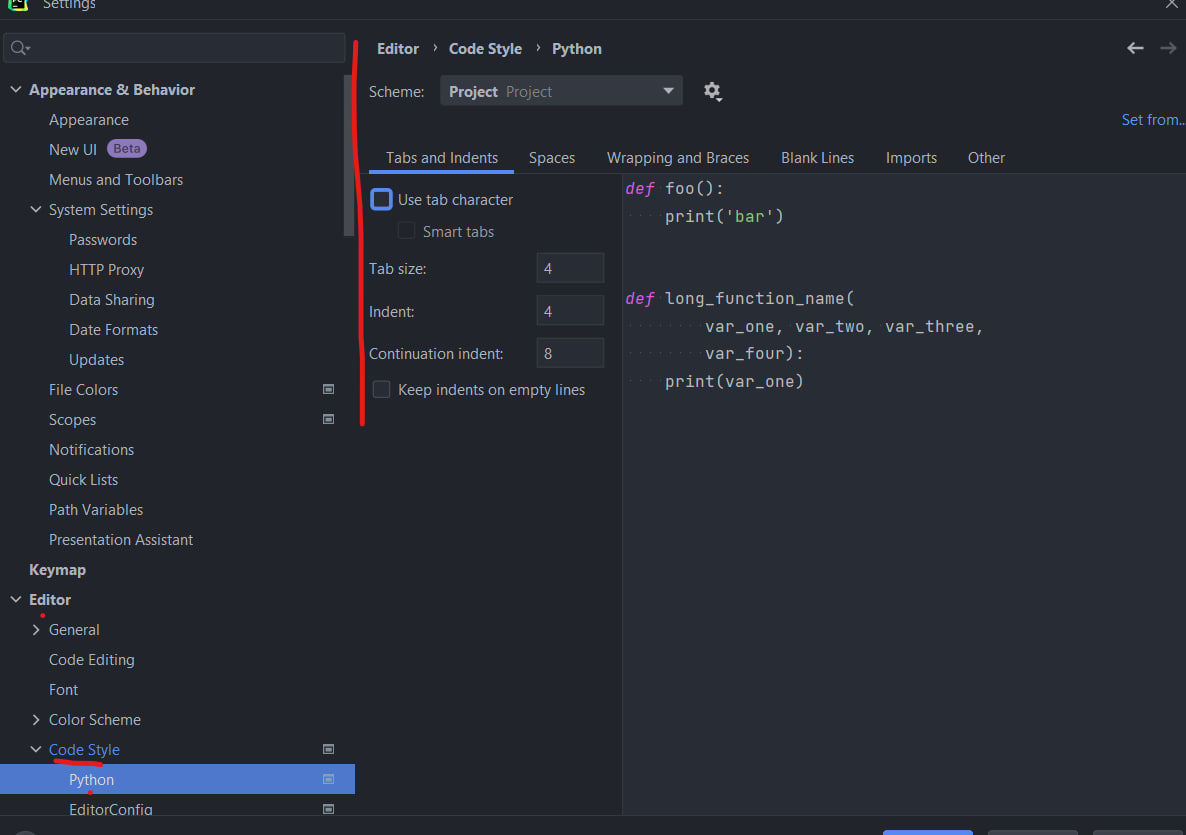 Settings
Editor › Code Style › Python
Scheme: Project Project
Set from...
Tabs and Indents Spaces Wrapping and Braces Blank Lines Imports Other
Appearance & Behavior
Appearance
New UI Beta
Menus and Toolbars
System Settings
Passwords
HTTP Proxy
Data Sharing
Date Formats
Updates
File Colors
Scopes
Notifications
Quick Lists
Path Variables
Presentation Assistant
Keymap
Editor
General
Code Editing
Font
Color Scheme
Code Style
Python
EditorConfig
Use tab character
Smart tabs
Tab size: 4
Indent: 4
Continuation indent: 8
Keep indents on empty lines
def foo():
    print('bar')
def long_function_name(
        var_one, var_two, var_three,
        var_four):
    print(var_one)